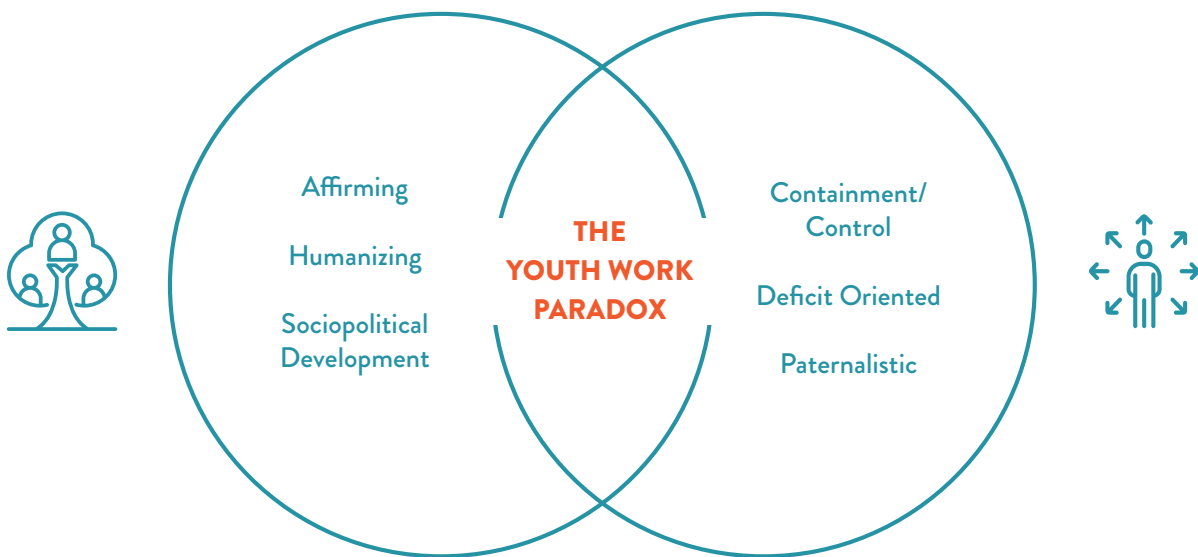 Affirming
Humanizing
Sociopolitical
Development
THE
YOUTH WORK
PARADOX
Containment/
Control
Deficit Oriented
Paternalistic